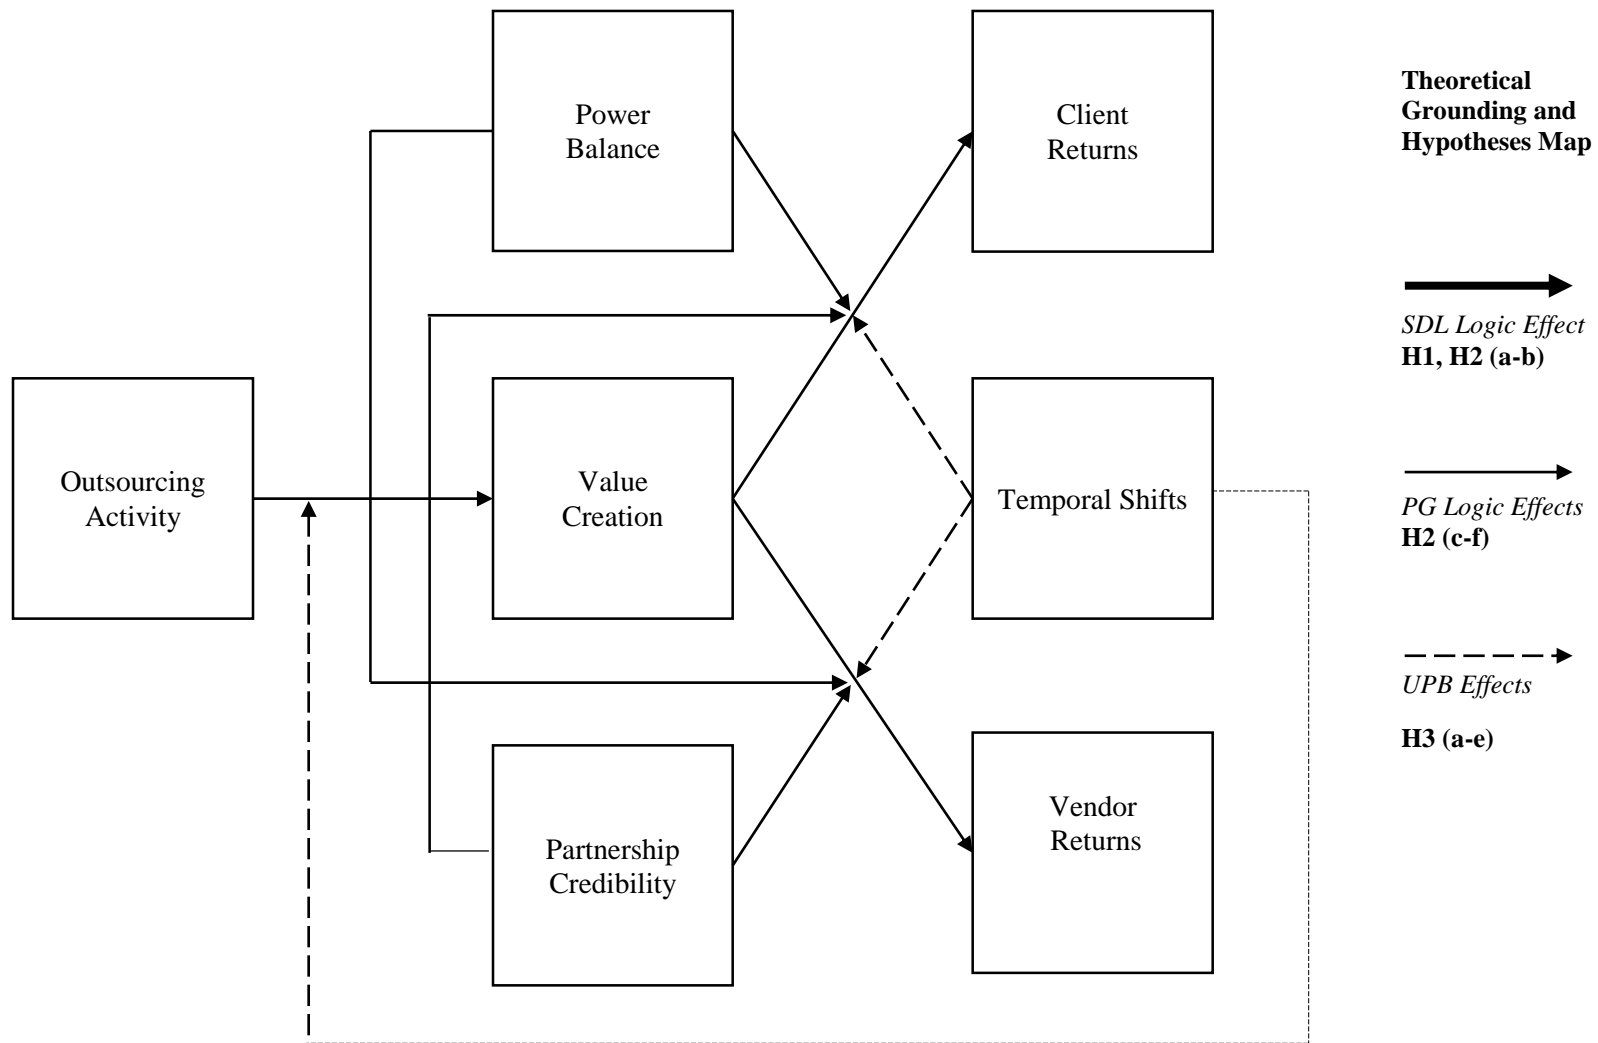 Power
Balance
Client
Returns
Theoretical
Grounding and
Hypotheses Map
SDL Logic Effect
H1, H2 (a-b)
Outsourcing
Activity
Value
Creation
Temporal Shifts
PG Logic Effects
H2 (c-f)
UPB Effects
H3 (a-e)
Partnership
Credibility
Vendor
Returns